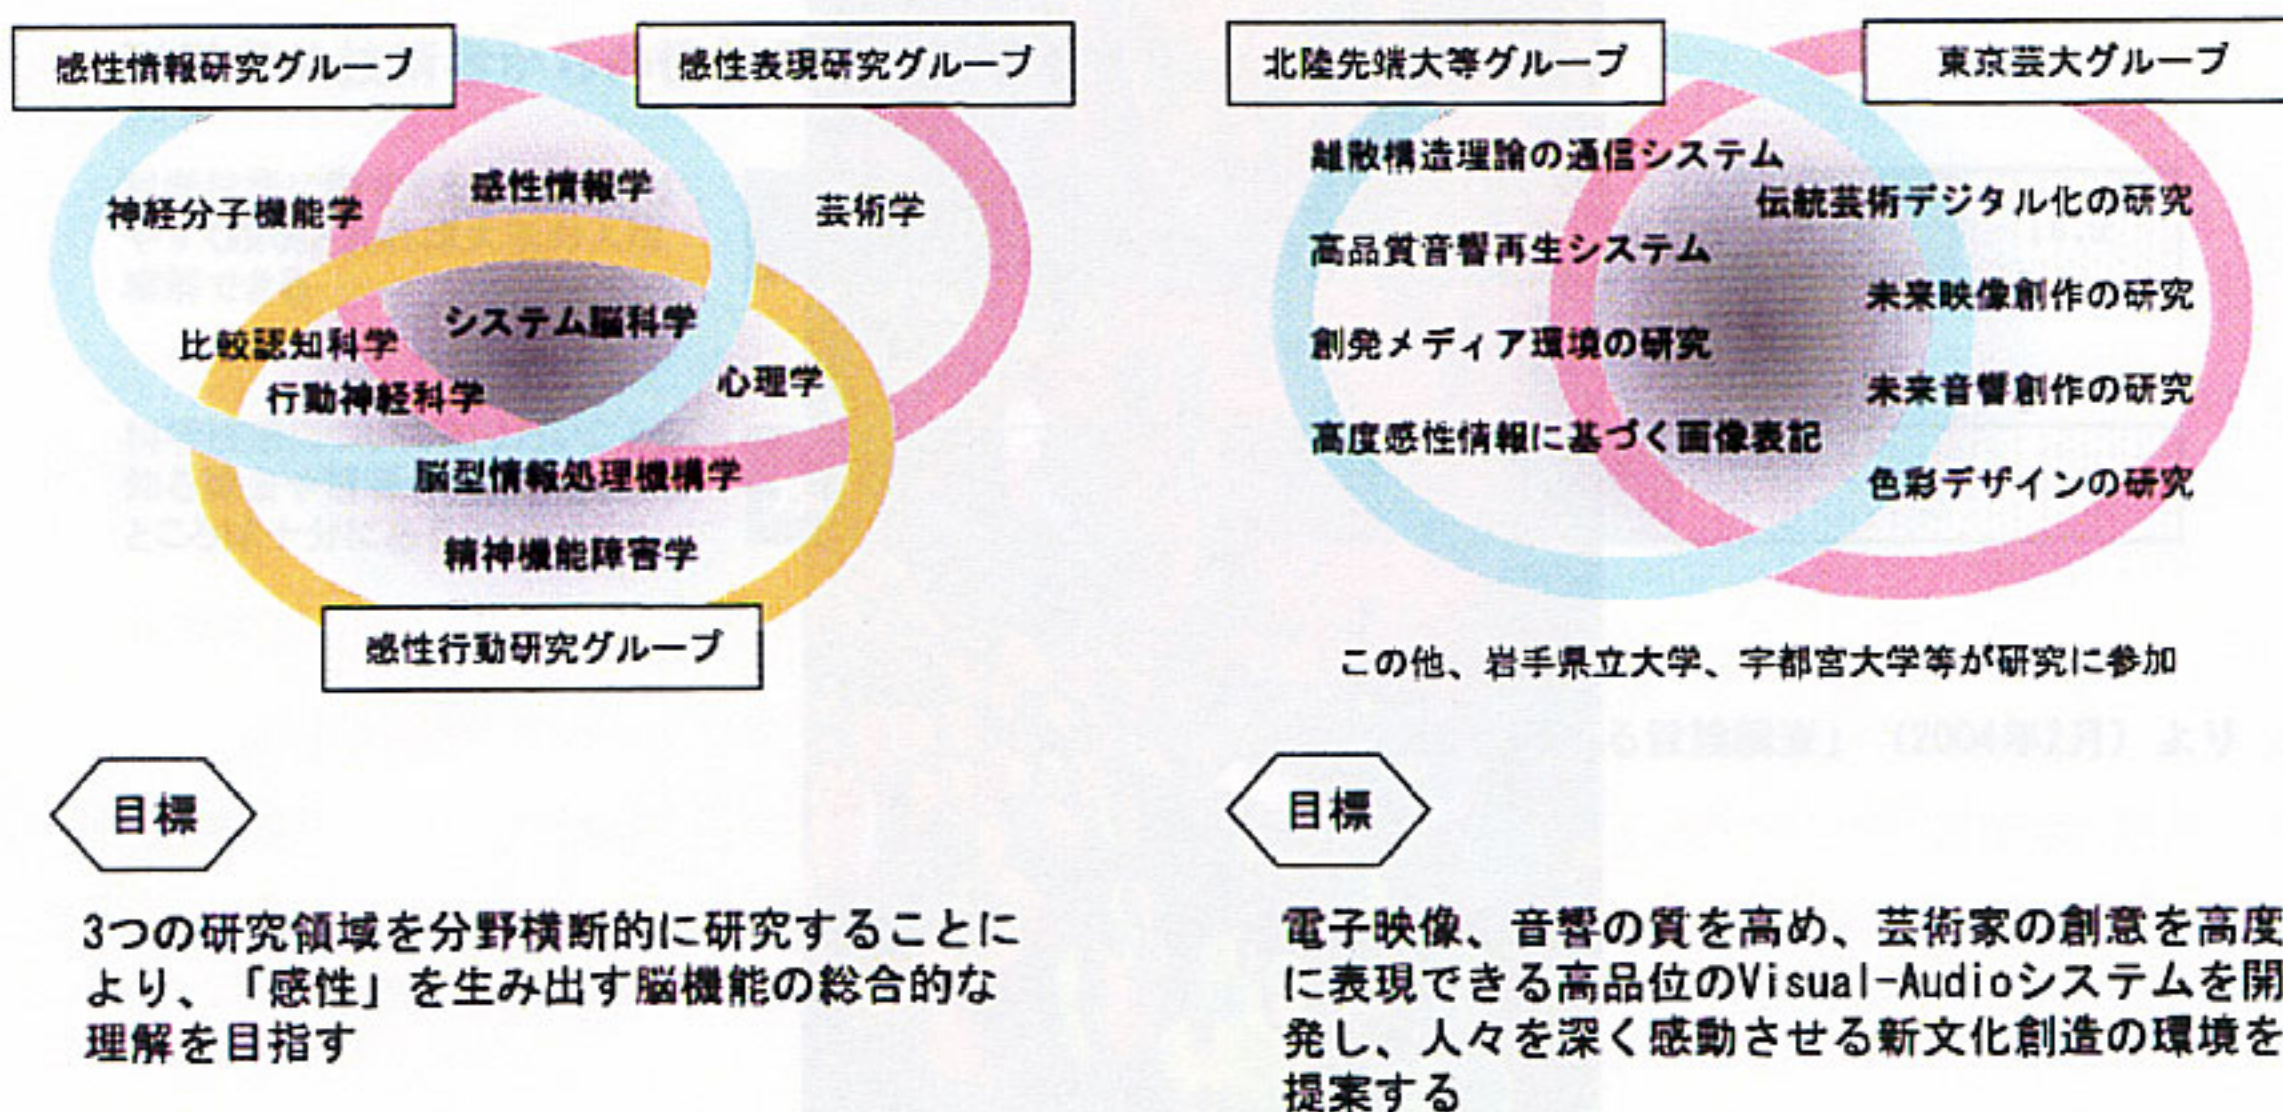 感性情報研究グループ
感性表現研究グループ
神経分子機能学
感性情報学
芸術学
システム脳科学
比較認知科学
行動神経科学
心理学
脳型情報処理機構学
精神機能障害学
感性行動研究グループ
目標
3つの研究領域を分野横断的に研究することに
より、「感性」を生み出す脳機能の総合的な
理解を目指す
北陸先端大等グループ
東京芸大グループ
離散構造理論の通信システム
伝統芸術デジタル化の研究
高品質音響再生システム
未来映像創作の研究
創発メディア環境の研究
未来音響創作の研究
高度感性情報に基づく画像表記
色彩デザインの研究
この他、岩手県立大学、宇都宮大学等が研究に参加
目標
電子映像、音響の質を高め、芸術家の創意を高度
に表現できる高品位のVisual-Audioシステムを開
発し、人々を深く感動させる新文化創造の環境を
提案する